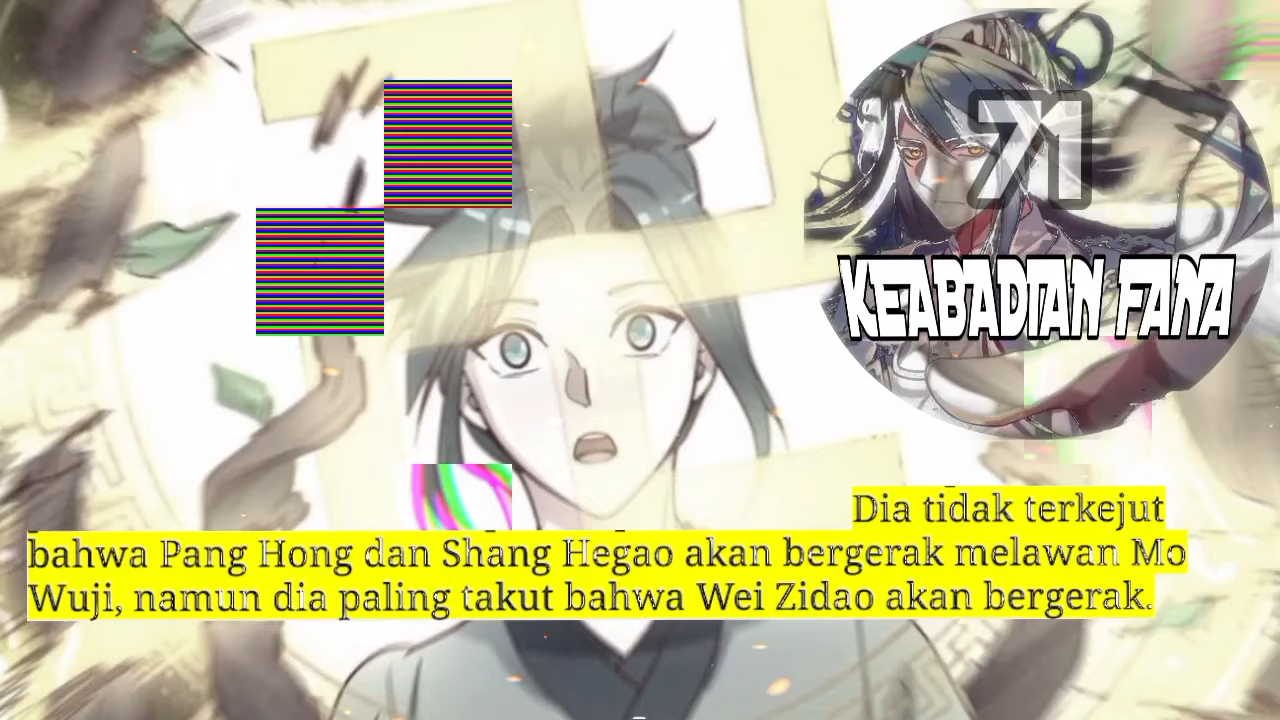 71
KEABADIAN FANA
Dia tidak terkejut
bahwa Pang Hong dan Shang Hegao akan bergerak melawan Mo
Wuji, namun dia paling takut bahwa Wei Zidao akan bergerak.